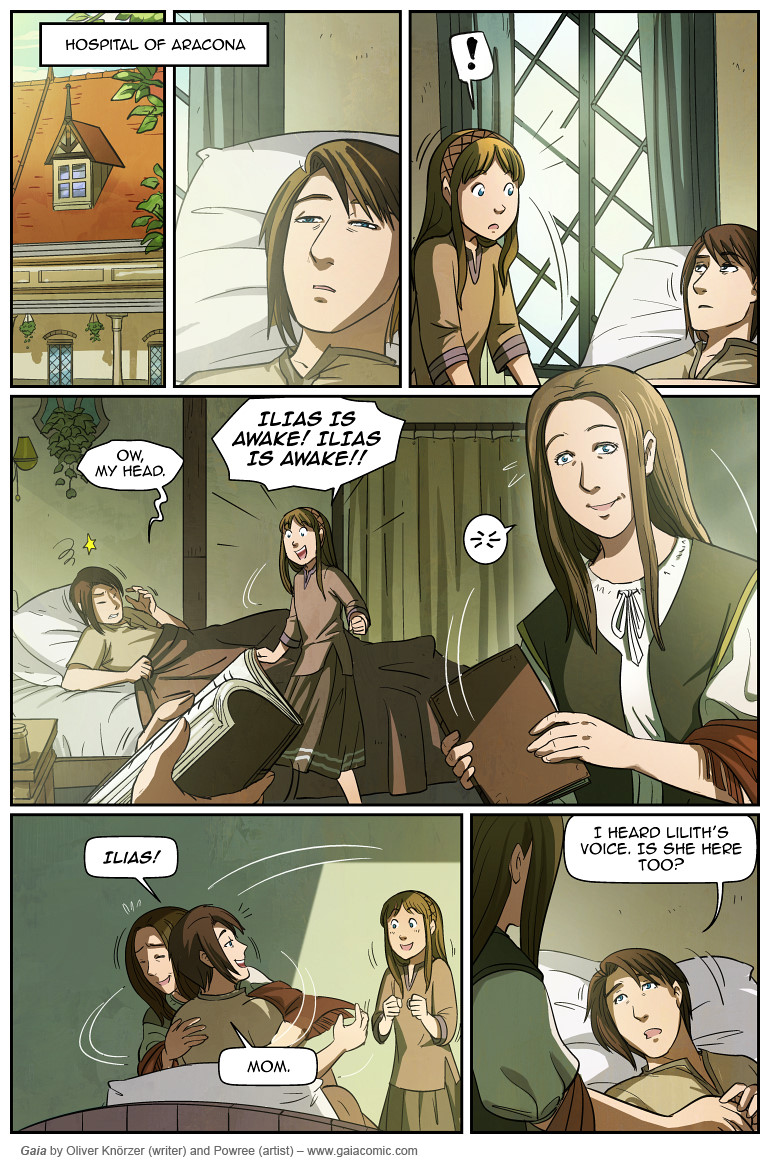 HOSPITAL OF ARACONA
!
OW,
MY HEAD.
ILIAS IS
AWAKE! ILIAS
IS AWAKE!!
ILIAS!
MOM.
I HEARD LILITH'S
VOICE. IS SHE HERE
TOO?
Gaia by Oliver Knörzer (writer) and Powree (artist) – www.gaiacomic.com